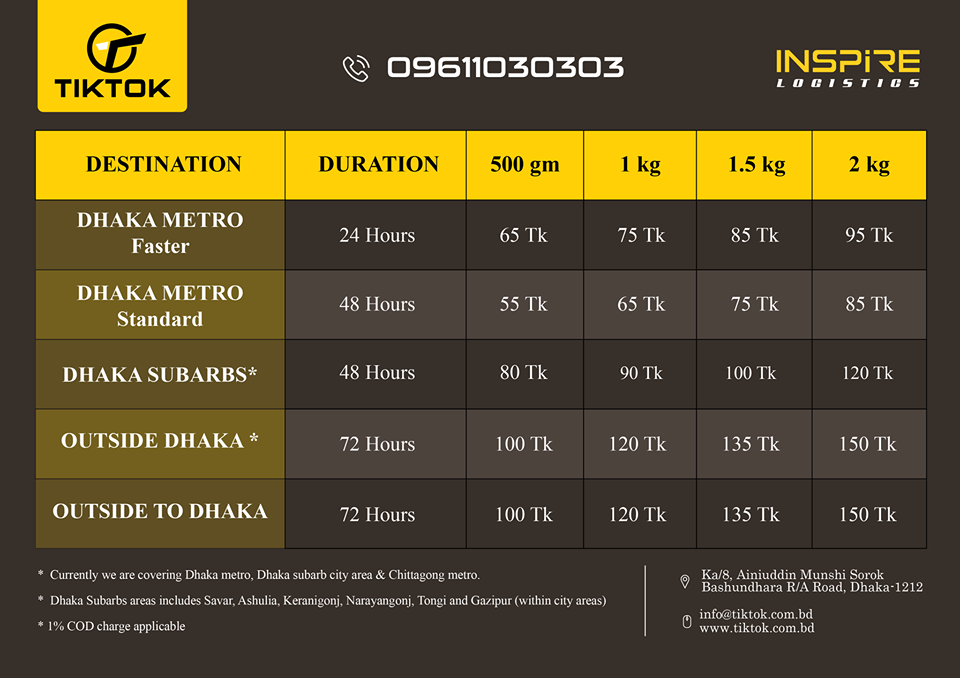 TIKTOK
09611030303
INSPiRE
LOGISTICS
DESTINATION DURATION 500 gm 1 kg 1.5 kg 2 kg
DHAKA METRO
Faster
24 Hours 65 Tk 75 Tk 85 Tk 95 Tk
DHAKA METRO
Standard
48 Hours 55 Tk 65 Tk 75 Tk 85 Tk
DHAKA SUBARBS* 48 Hours 80 Tk 90 Tk 100 Tk 120 Tk
OUTSIDE DHAKA * 72 Hours 100 Tk 120 Tk 135 Tk 150 Tk
OUTSIDE TO DHAKA 72 Hours 100 Tk 120 Tk 135 Tk 150 Tk
* Currently we are covering Dhaka metro, Dhaka subarb city area & Chittagong metro.
* Dhaka Subarbs areas includes Savar, Ashulia, Keranigonj, Narayangonj, Tongi and Gazipur (within city areas)
* 1% COD charge applicable
Ka/8, Ainiuddin Munshi Sorok
Bashundhara R/A Road, Dhaka-1212
info@tiktok.com.bd
www.tiktok.com.bd